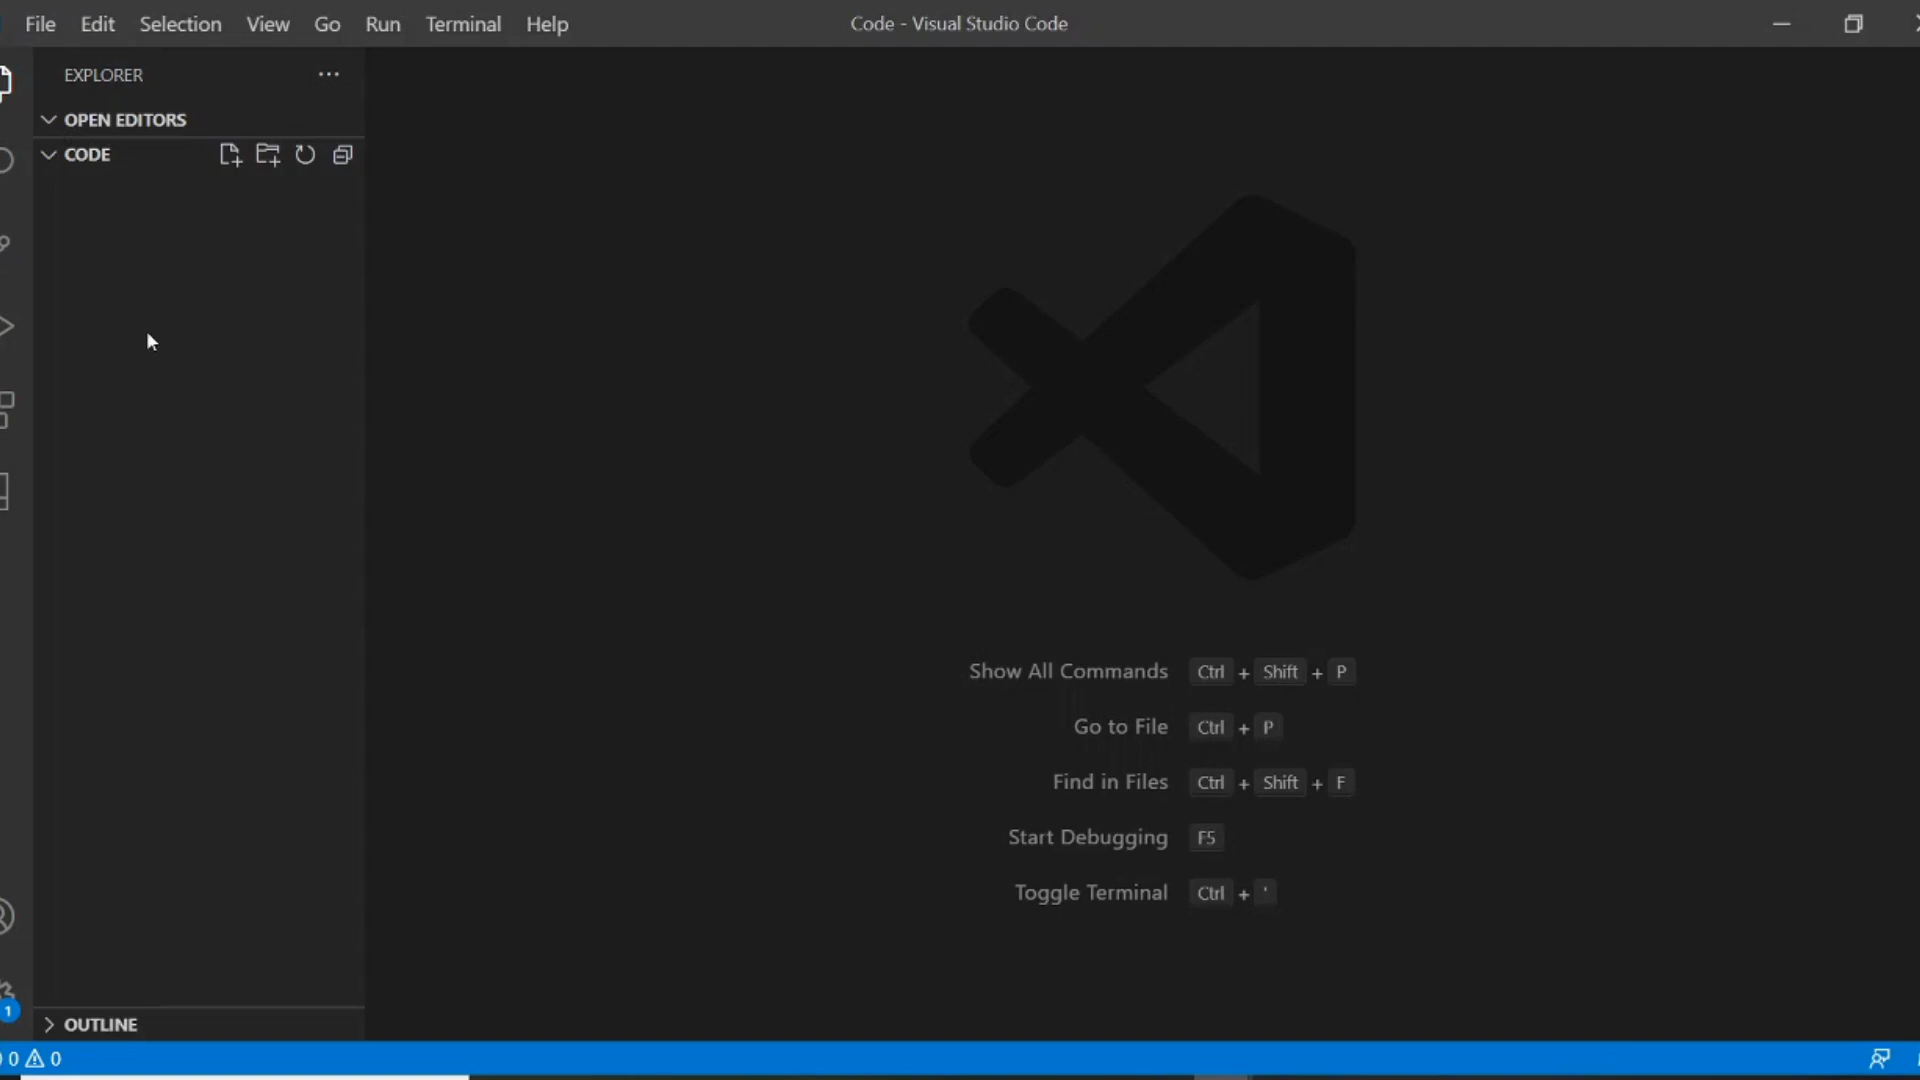 File Edit Selection View Go Run Terminal Help
Code - Visual Studio Code
EXPLORER ···
OPEN EDITORS
CODE
Show All Commands Ctrl + Shift + P
Go to File Ctrl + P
Find in Files Ctrl + Shift + F
Start Debugging F5
Toggle Terminal Ctrl + '
1
OUTLINE
0 0